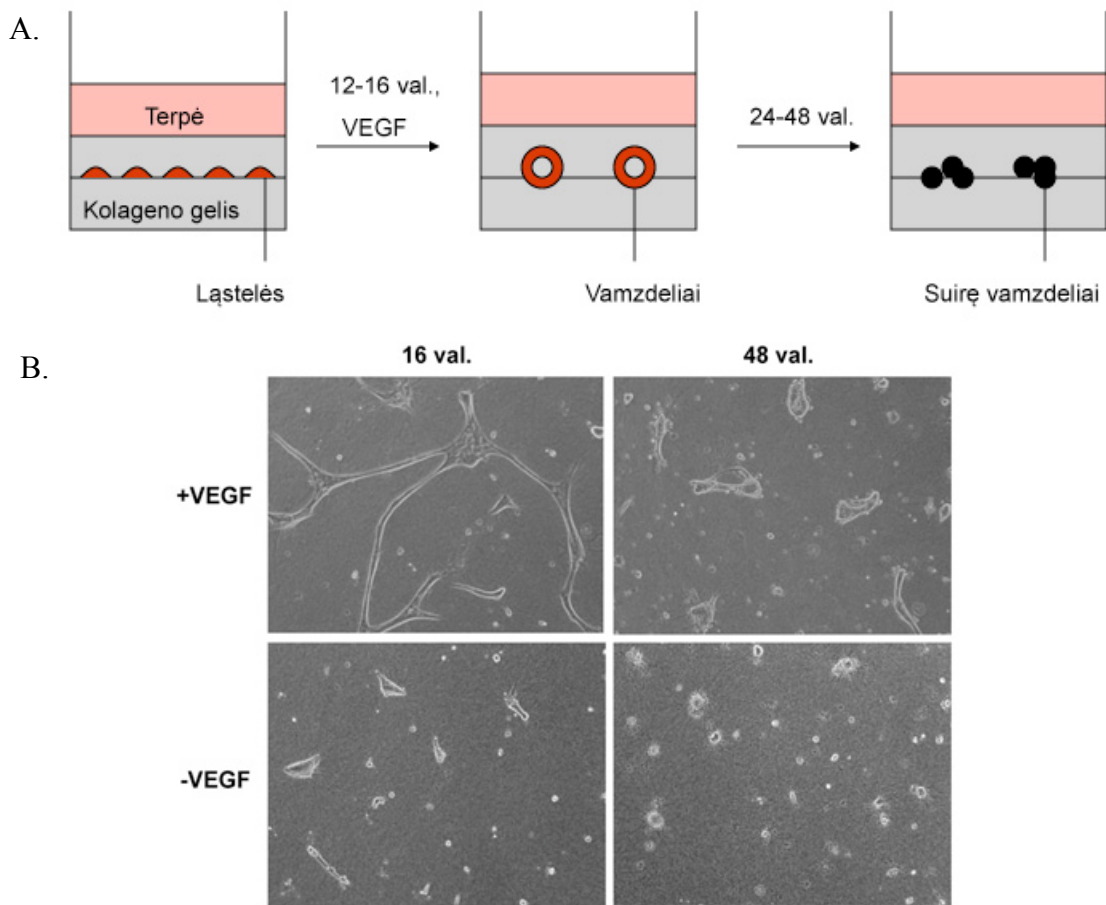 A.
Terpė
Kolageno gelis
Ląstelės
12-16 val.,
VEGF
Vamzdeliai
24-48 val.
Suirę vamzdeliai
B.
16 val.
48 val.
+VEGF
-VEGF